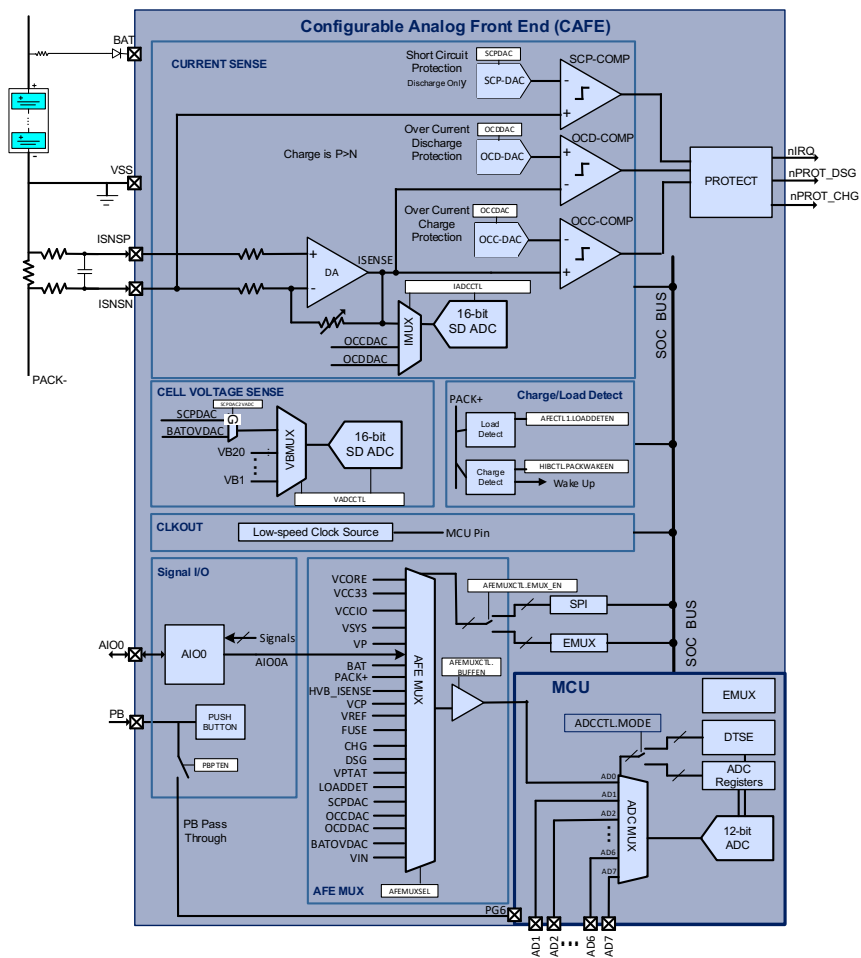 Configurable Analog Front End (CAFE)
BAT
CURRENT SENSE
Short Circuit
Protection
Discharge Only
SCPDAC
SCP-DAC
SCP-COMP
-
+
Over Current
Discharge
Protection
OCDDAC
OCD-DAC
OCD-COMP
+
-
Charge is P>N
Over Current
Charge
Protection
OCCDAC
OCC-DAC
OCC-COMP
-
+
PROTECT
nIRQ
nPROT_DSG
nPROT_CHG
+
+
-
VSS
ISNSP
ISNSN
PACK-
+
-
DA
ISENSE
IADCCTL
IMUX
16-bit
SD ADC
OCCDAC
OCDDAC
SOC BUS
CELL VOLTAGE SENSE
SCPDAC2VADC
SCPDAC
BATOVDAC
G
VB20
VB1
VBMUX
16-bit
SD ADC
VADCCTL
PACK+
Charge/Load Detect
Load
Detect
AFECTL1.LOADDETEN
Charge
Detect
HIBCTL.PACKWAKEEN
Wake Up
CLKOUT
Low-speed Clock Source
MCU Pin
Signal I/O
AIO0
AIO0
Signals
AIO0A
PB
PUSH
BUTTON
PBPTEN
PB Pass
Through
VCORE
VCC33
VCCIO
VSYS
VP
BAT
PACK+
HVB_ISENSE
VCP
VREF
FUSE
CHG
DSG
VPTAT
LOADDET
SCPDAC
OCCDAC
OCDDAC
BATOVDAC
VIN
AFE MUX
AFE MUX
AFEMUXSEL
AFEMUXCTL.EMUX_EN
SPI
EMUX
SOC BUS
AFEMUXCTL.
BUFFEN
MCU
EMUX
ADCCTL.MODE
DTSE
ADC
Registers
AD0
AD1
AD2
AD6
AD7
ADC MUX
12-bit
ADC
PG6
AD1
AD2
AD6
AD7